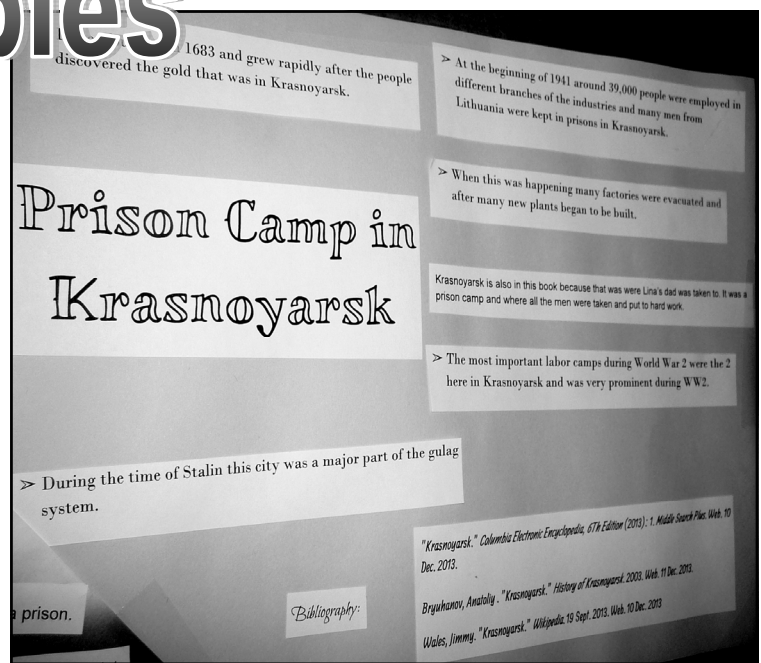 ples
1683 and grew rapidly after the people
discovered the gold that was in Krasnoyarsk.
Prison Camp in
Krasnoyarsk
➢ During the time of Stalin this city was a major part of the gulag
system.
a prison.
Bibliography:
➢ At the beginning of 1941 around 39,000 people were employed in
different branches of the industries and many men from
Lithuania were kept in prisons in Krasnoyarsk.
➢ When this was happening many factories were evacuated and
after many new plants began to be built.
Krasnoyarsk is also in this book because that was were Lina's dad was taken to. It was a
prison camp and where all the men were taken and put to hard work.
➢ The most important labor camps during World War 2 were the 2
here in Krasnoyarsk and was very prominent during WW2.
"Krasnoyarsk." Columbia Electronic Encyclopedia, 6Th Edition (2013): 1. Middle Search Plus. Web. 10
Dec. 2013.
Bryuhanov, Anatoliy . "Krasnoyarsk." History of Krasnoyarsk. 2003. Web. 11 Dec. 2013.
Wales, Jimmy. "Krasnoyarsk." Wikipedia. 19 Sept. 2013. Web. 10 Dec. 2013